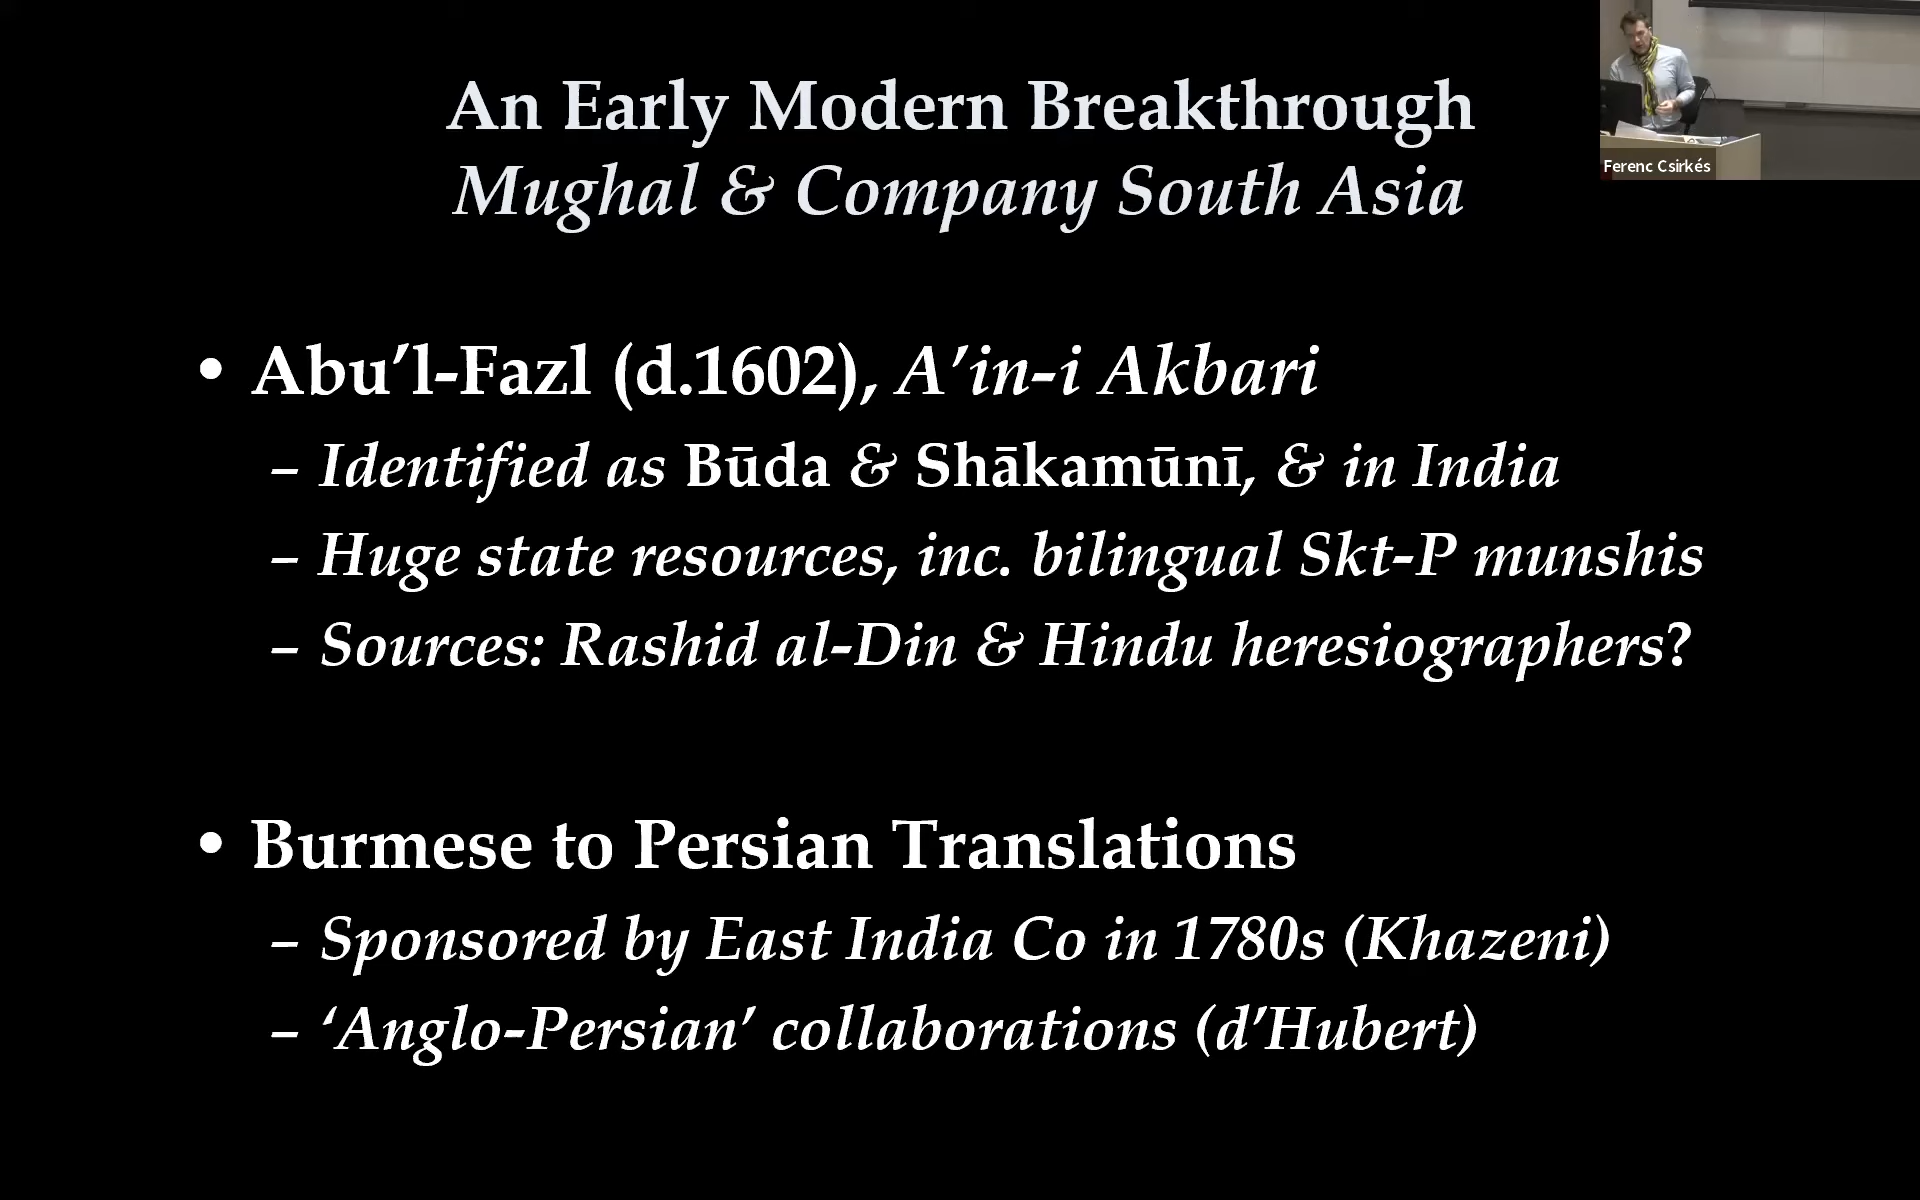 An Early Modern Breakthrough
Mughal & Company South Asia
Ferenc Csirkés
• Abu’l-Fazl (d.1602), A’in-i Akbari
– Identified as Būda & Shākamūnī, & in India
– Huge state resources, inc. bilingual Skt-P munshis
– Sources: Rashid al-Din & Hindu heresiographers?
• Burmese to Persian Translations
– Sponsored by East India Co in 1780s (Khazeni)
– ‘Anglo-Persian’ collaborations (d’Hubert)